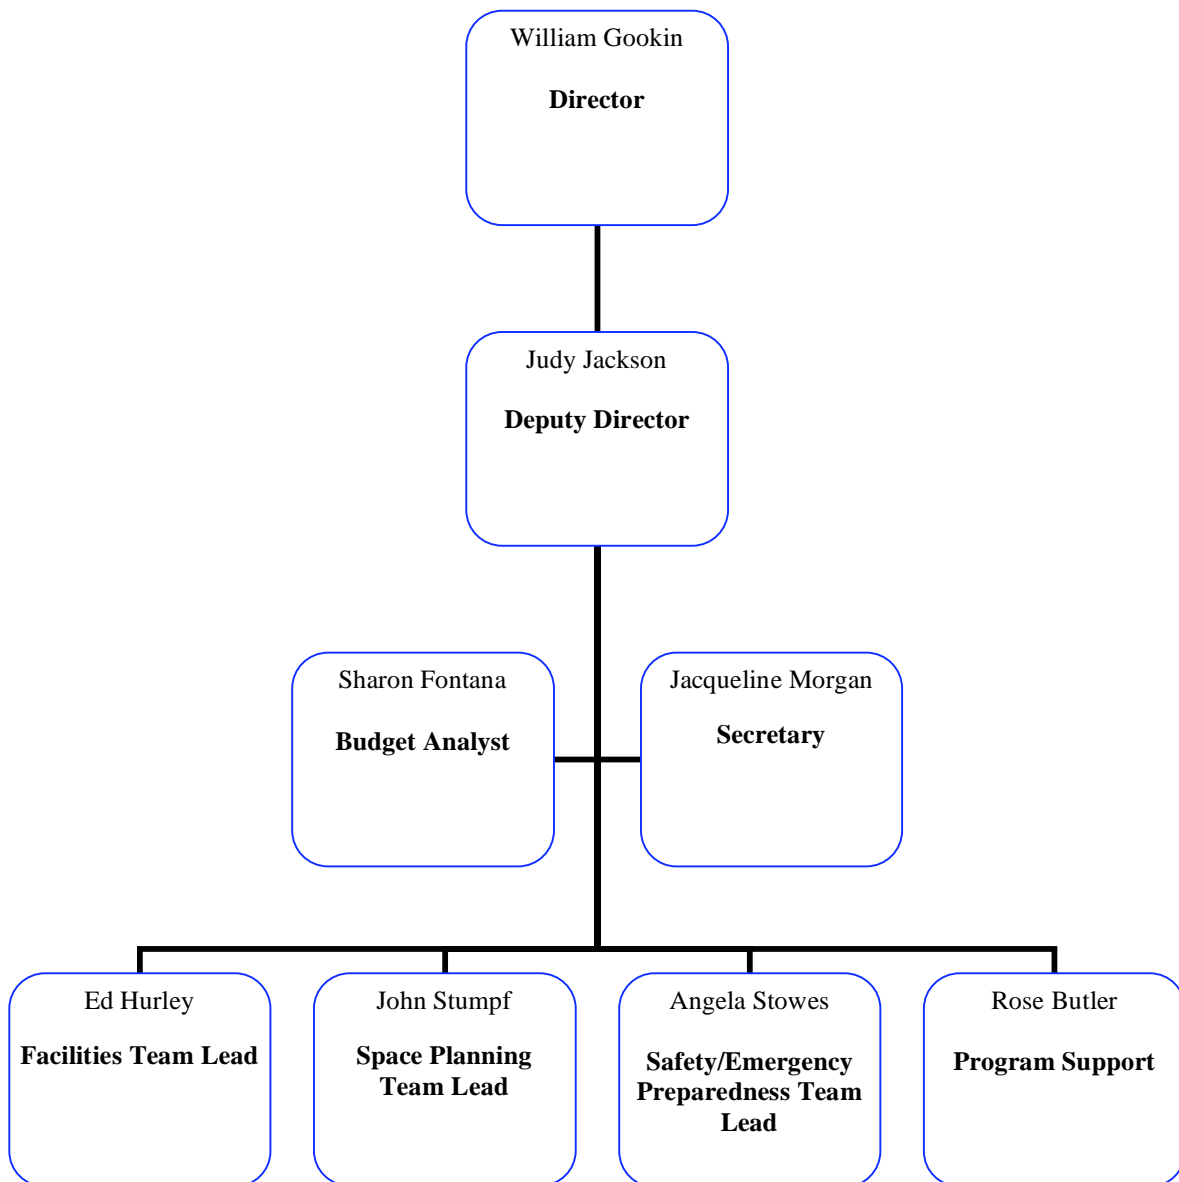 William Gookin
Director
Judy Jackson
Deputy Director
Sharon Fontana
Budget Analyst
Jacqueline Morgan
Secretary
Ed Hurley
Facilities Team Lead
John Stumpf
Space Planning
Team Lead
Angela Stowes
Safety/Emergency
Preparedness Team
Lead
Rose Butler
Program Support